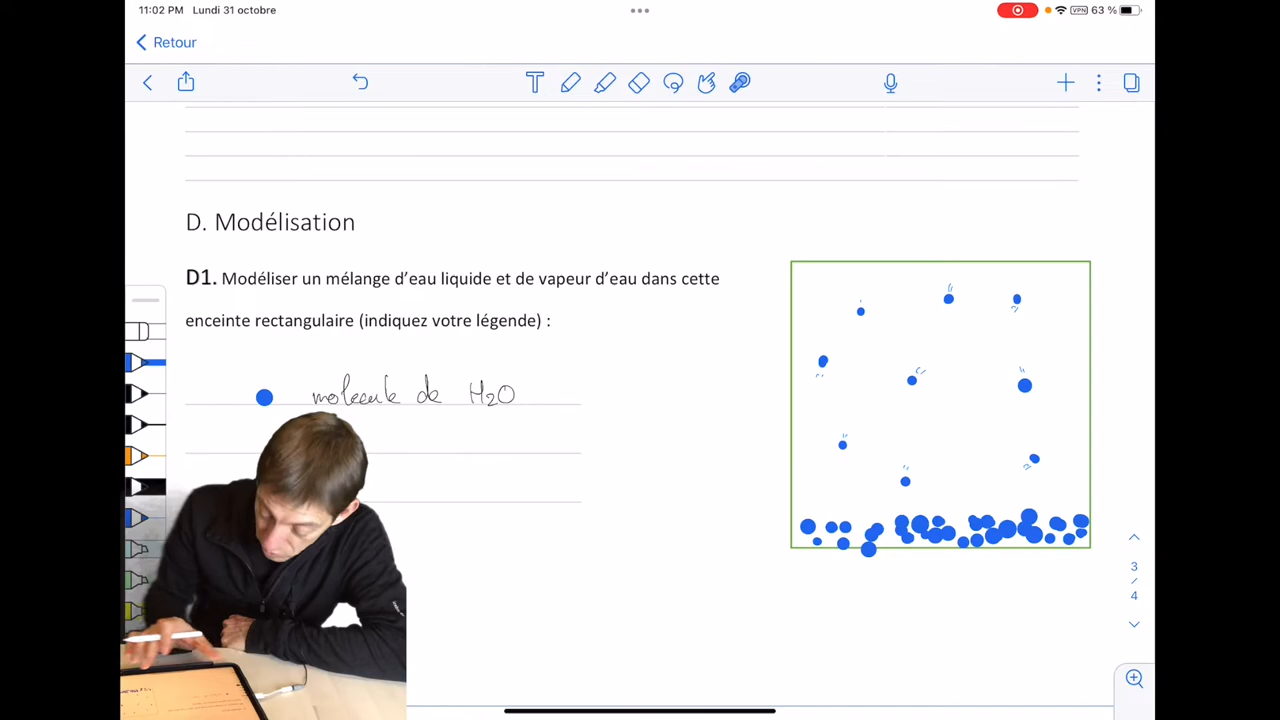 11:02 PM Lundi 31 octobre
VPN 63 %
Retour
T
D. Modélisation
D1. Modéliser un mélange d’eau liquide et de vapeur d’eau dans cette
enceinte rectangulaire (indiquez votre légende) :
molecule de H2O
3
/
4